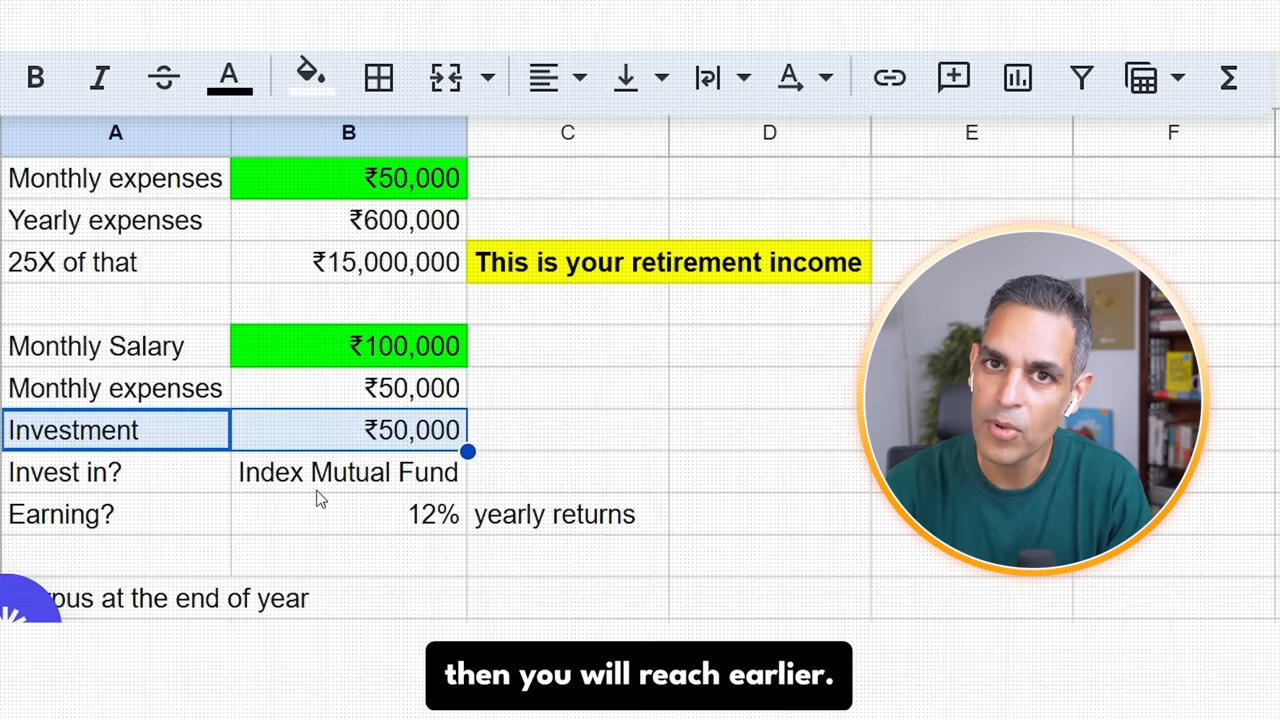 B I S A A Σ
A B C D E F
Monthly expenses ₹50,000
Yearly expenses ₹600,000
25X of that ₹15,000,000 This is your retirement income
Monthly Salary ₹100,000
Monthly expenses ₹50,000
Investment ₹50,000
Invest in? Index Mutual Fund
Earning? 12% yearly returns
at the end of year
then you will reach earlier.